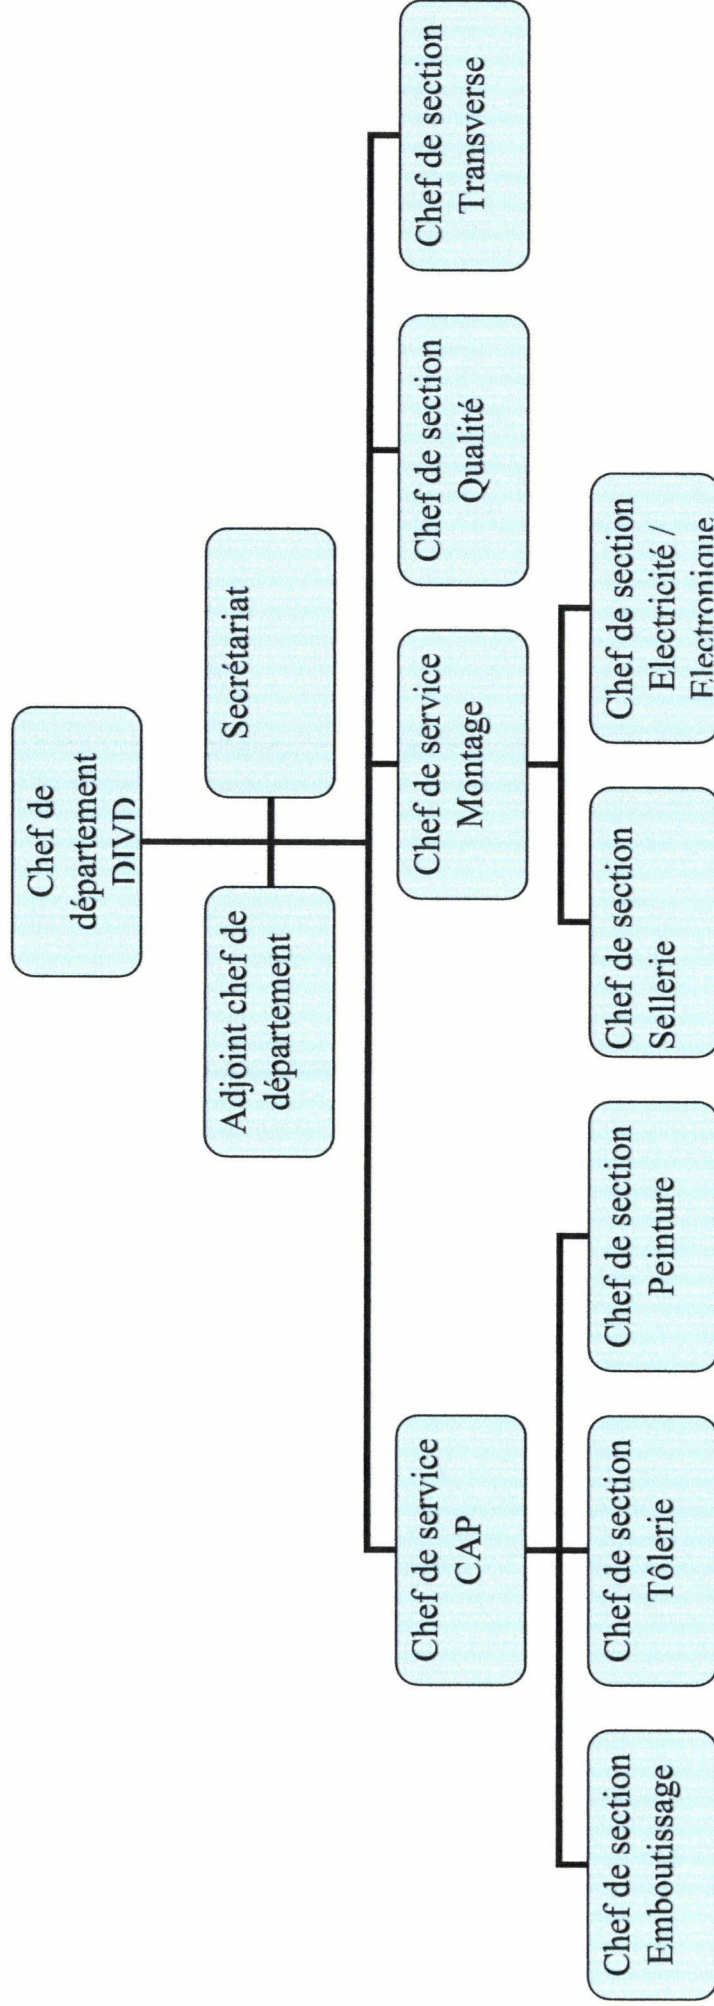 Chef de
département
DIVD
Adjoint chef de
département
Secrétariat
Chef de service
CAP
Chef de service
Montage
Chef de section
Qualité
Chef de section
Transverse
Chef de section
Emboutissage
Chef de section
Tôlerie
Chef de section
Peinture
Chef de section
Sellerie
Chef de section
Electricité /
Electronique